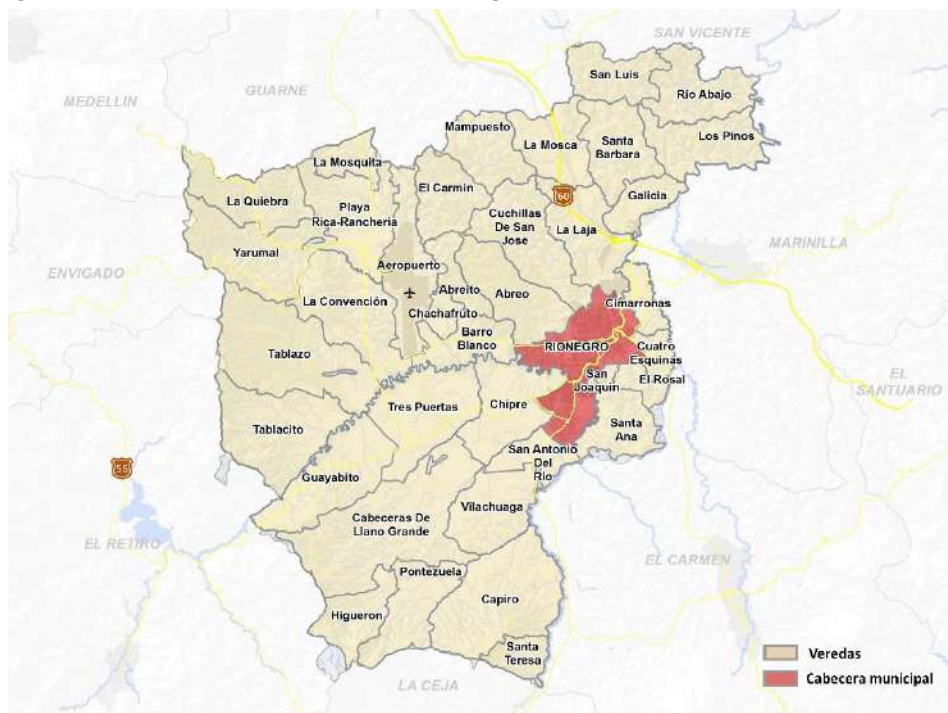 SAN VICENTE
San Luis
Rio Abajo
MEDELLIN
GUARNE
Mampuesto
La Mosca
Santa
Barbara
Los Pinos
La Mosquita
El Carmin
60
Galicia
La Quiebra
Playa
Rica-Rancheria
Cuchillas
De San
Jose
La Laja
MARINILLA
Yarumal
ENVIGADO
Aeropuerto
La Convención
Abreito
Abreo
Chachafruto
Cimarronas
Barro
Blanco
RIONEGRO
Cuatro
Esquinas
Tablazo
San
Joaquin
El Rosal
EL
SANTUARIO
Tres Puertas
Chipre
Tablacito
Santa
Ana
San Antonio
Del
Rio
55
Guayabito
Vilachuaga
Cabeceras De
Llano Grande
EL RETIRO
EL CARMEN
Pontezuela
Capiro
Higueron
Santa
Teresa
Veredas
LA CEJA
Cabecera municipal